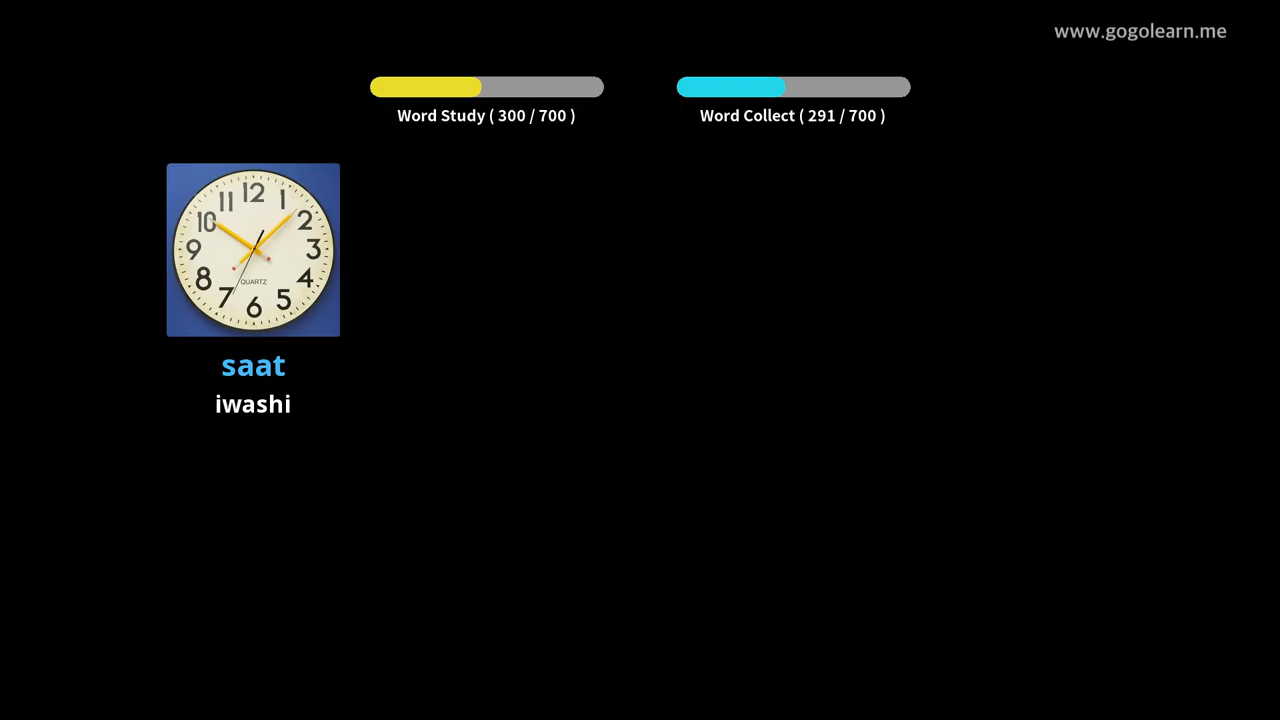 www.gogolearn.me
Word Study ( 300 / 700 )
Word Collect ( 291 / 700 )
12
11
1
10
2
9
3
8
4
QUARTZ
7
5
6
saat
iwashi